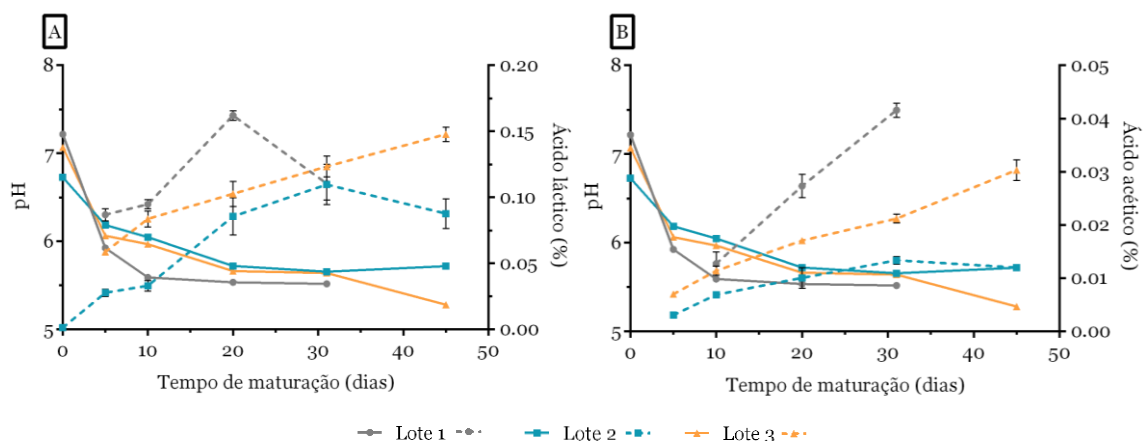 A
8
7
6
5
pH
0.20
0.15
0.10
0.05
0.00
Ácido láctico (%)
0 10 20 30 40 50
Tempo de maturação (dias)
B
8
7
6
5
pH
0.05
0.04
0.03
0.02
0.01
0.00
Ácido acético (%)
0 10 20 30 40 50
Tempo de maturação (dias)
Lote 1 Lote 2 Lote 3